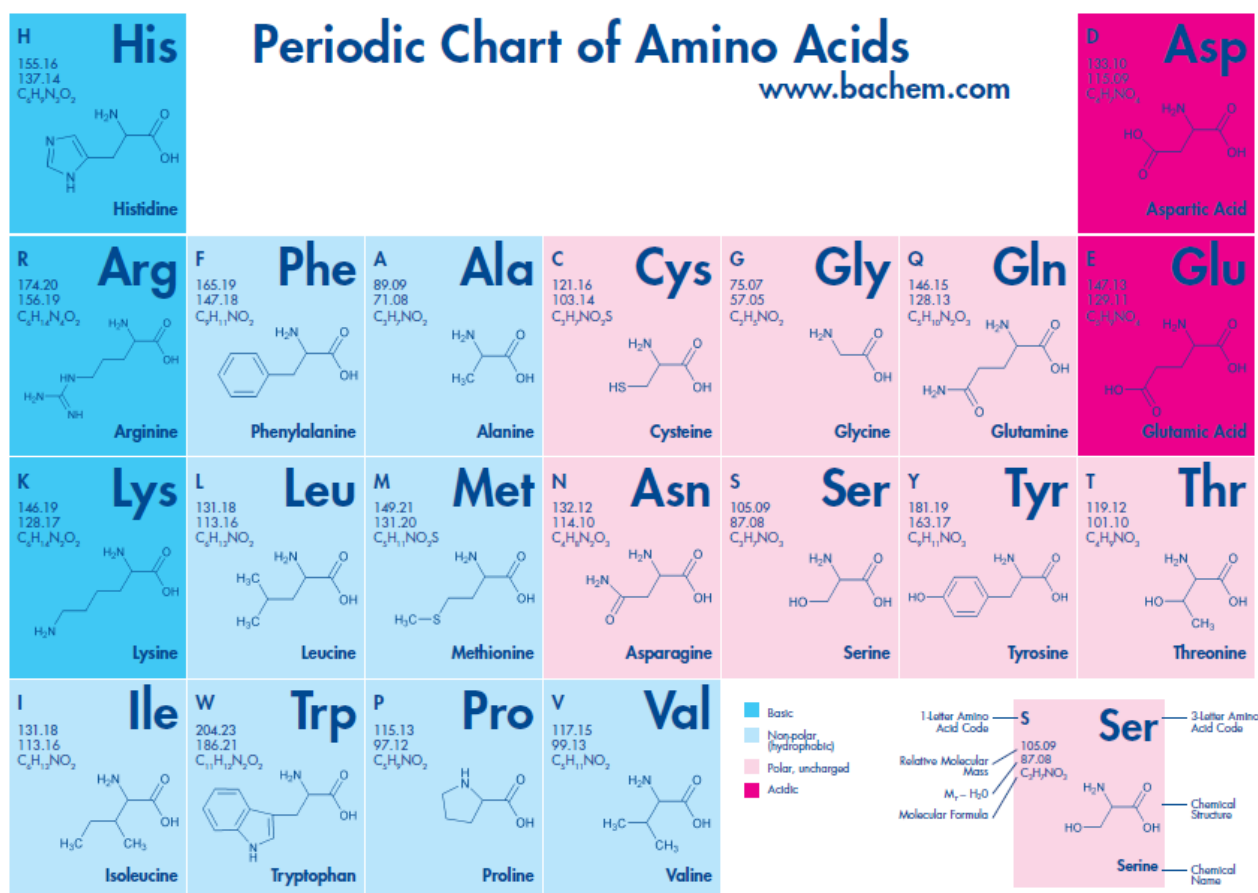 Periodic Chart of Amino Acids
www.bachem.com
H His
155.16
137.14
C₆H₉N₃O₂
H₂N O
N OH
N
H
Histidine
D Asp
133.10
115.09
C₄H₇NO₄
H₂N O
HO OH
O
Aspartic Acid
R Arg
174.20
156.19
C₆H₁₄N₄O₂
H₂N O
OH
HN
H₂N
NH
Arginine
F Phe
165.19
147.18
C₉H₁₁NO₂
H₂N O
OH
Phenylalanine
A Ala
89.09
71.08
C₃H₇NO₂
H₂N O
H₃C OH
Alanine
C Cys
121.16
103.14
C₃H₇NO₂S
H₂N O
HS OH
Cysteine
G Gly
75.07
57.05
C₂H₅NO₂
H₂N O
OH
Glycine
Q Gln
146.15
128.13
C₅H₁₀N₂O₃
H₂N O
OH
H₂N
O
Glutamine
E Glu
147.13
129.11
C₅H₉NO₄
H₂N O
OH
HO
O
Glutamic Acid
K Lys
146.19
128.17
C₆H₁₄N₂O₂
H₂N O
OH
H₂N
Lysine
L Leu
131.18
113.16
C₆H₁₃NO₂
H₂N O
H₃C OH
H₃C
Leucine
M Met
149.21
131.20
C₅H₁₁NO₂S
H₂N O
OH
H₃C S
Methionine
N Asn
132.12
114.10
C₄H₈N₂O₃
H₂N O
H₂N OH
O
Asparagine
S Ser
105.09
87.08
C₃H₇NO₃
H₂N O
HO OH
Serine
Y Tyr
181.19
163.17
C₉H₁₁NO₃
H₂N O
HO OH
Tyrosine
T Thr
119.12
101.10
C₄H₉NO₃
H₂N O
HO OH
CH₃
Threonine
I Ile
131.18
113.16
C₆H₁₃NO₂
H₂N O
OH
H₃C CH₃
Isoleucine
W Trp
204.23
186.21
C₁₁H₁₂N₂O₂
H₂N O
OH
N
H
Tryptophan
P Pro
115.13
97.12
C₅H₉NO₂
H
N O
OH
Proline
V Val
117.15
99.13
C₅H₁₁NO₂
H₂N O
H₃C OH
CH₃
Valine
Basic
Non-polar
(hydrophobic)
Polar, uncharged
Acidic
1-Letter Amino
Acid Code
Relative Molecular
Mass
Mᵣ – H₂O
Molecular Formula
S Ser
105.09
87.08
C₃H₇NO₃
H₂N O
HO OH
Serine
3-Letter Amino
Acid Code
Chemical
Structure
Chemical
Name